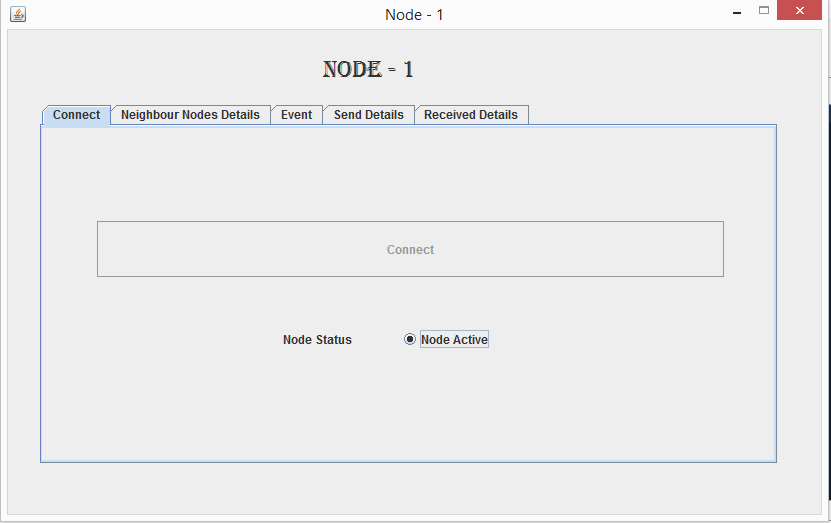 Node - 1
NODE - 1
Connect
Neighbour Nodes Details
Event
Send Details
Received Details
Connect
Node Status
Node Active